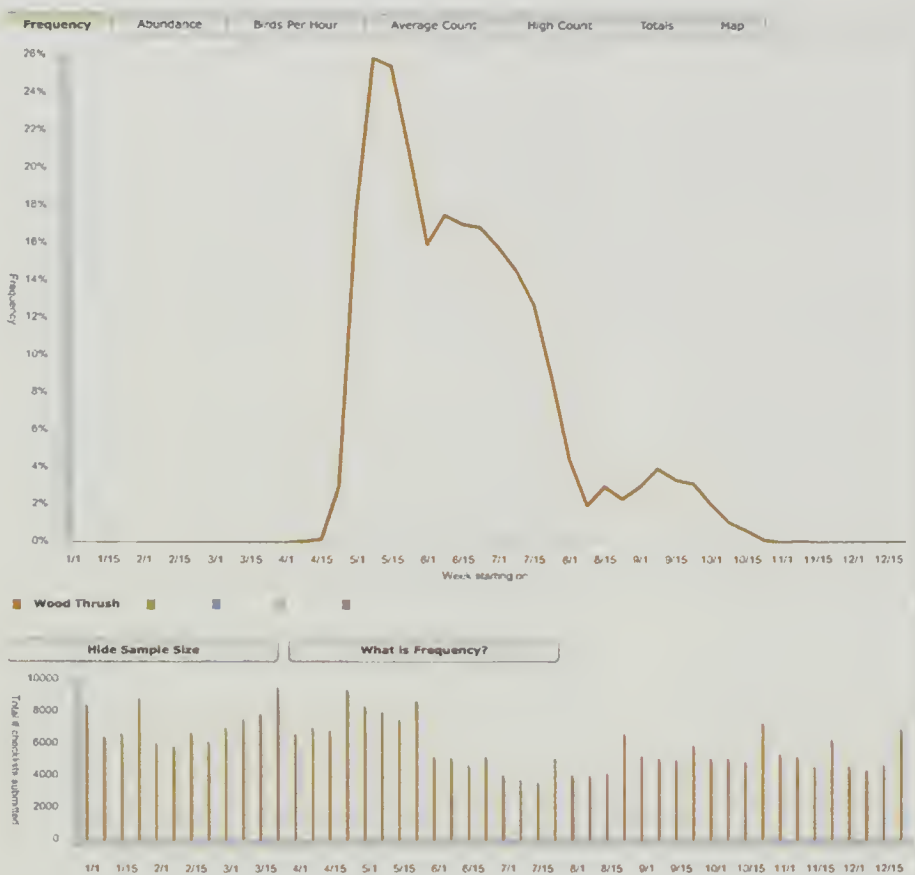 Frequency Abundance Birds Per Hour Average Count High Count Totals Map
26%
24%
22%
20%
18%
16%
14%
12%
10%
8%
6%
4%
2%
0%
Frequency
1/1 1/15 2/1 2/15 3/1 3/15 4/1 4/15 5/1 5/15 6/1 6/15 7/1 7/15 8/1 8/15 9/1 9/15 10/1 10/15 11/1 11/15 12/1 12/15
Week starting on
Wood Thrush
Hide Sample Size What is Frequency?
10000
8000
6000
4000
2000
0
Total # checklists submitted
1/1 1/15 2/1 2/15 3/1 3/15 4/1 4/15 5/1 5/15 6/1 6/15 7/1 7/15 8/1 8/15 9/1 9/15 10/1 10/15 11/1 11/15 12/1 12/15